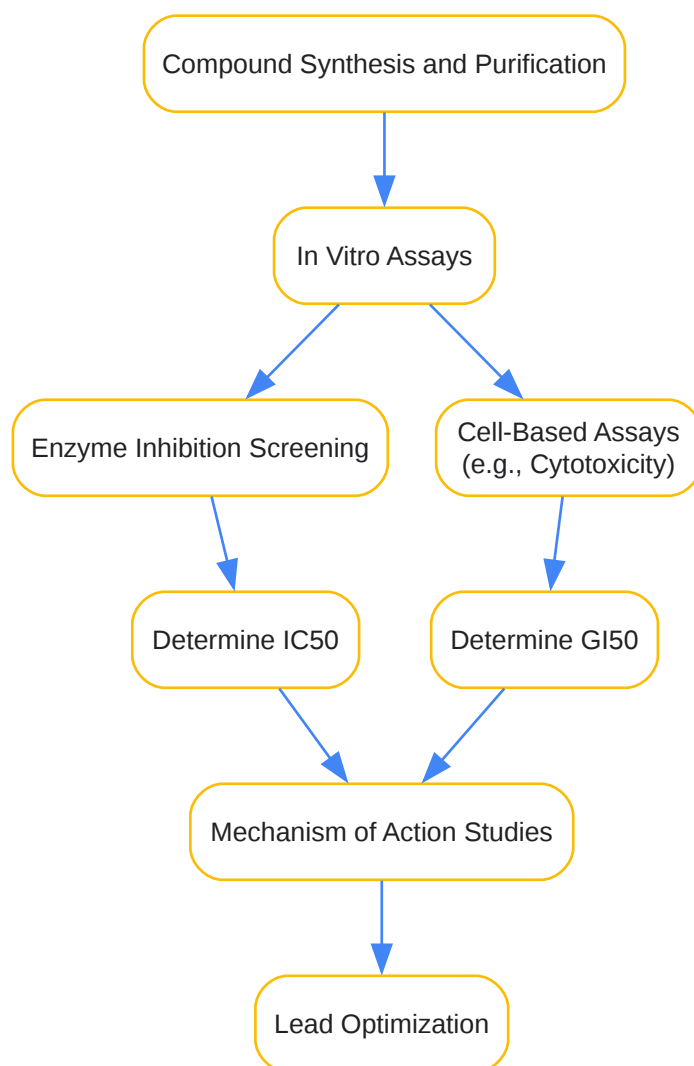 Compound Synthesis and Purification
In Vitro Assays
Enzyme Inhibition Screening
Cell-Based Assays
(e.g., Cytotoxicity)
Determine IC50
Determine GI50
Mechanism of Action Studies
Lead Optimization